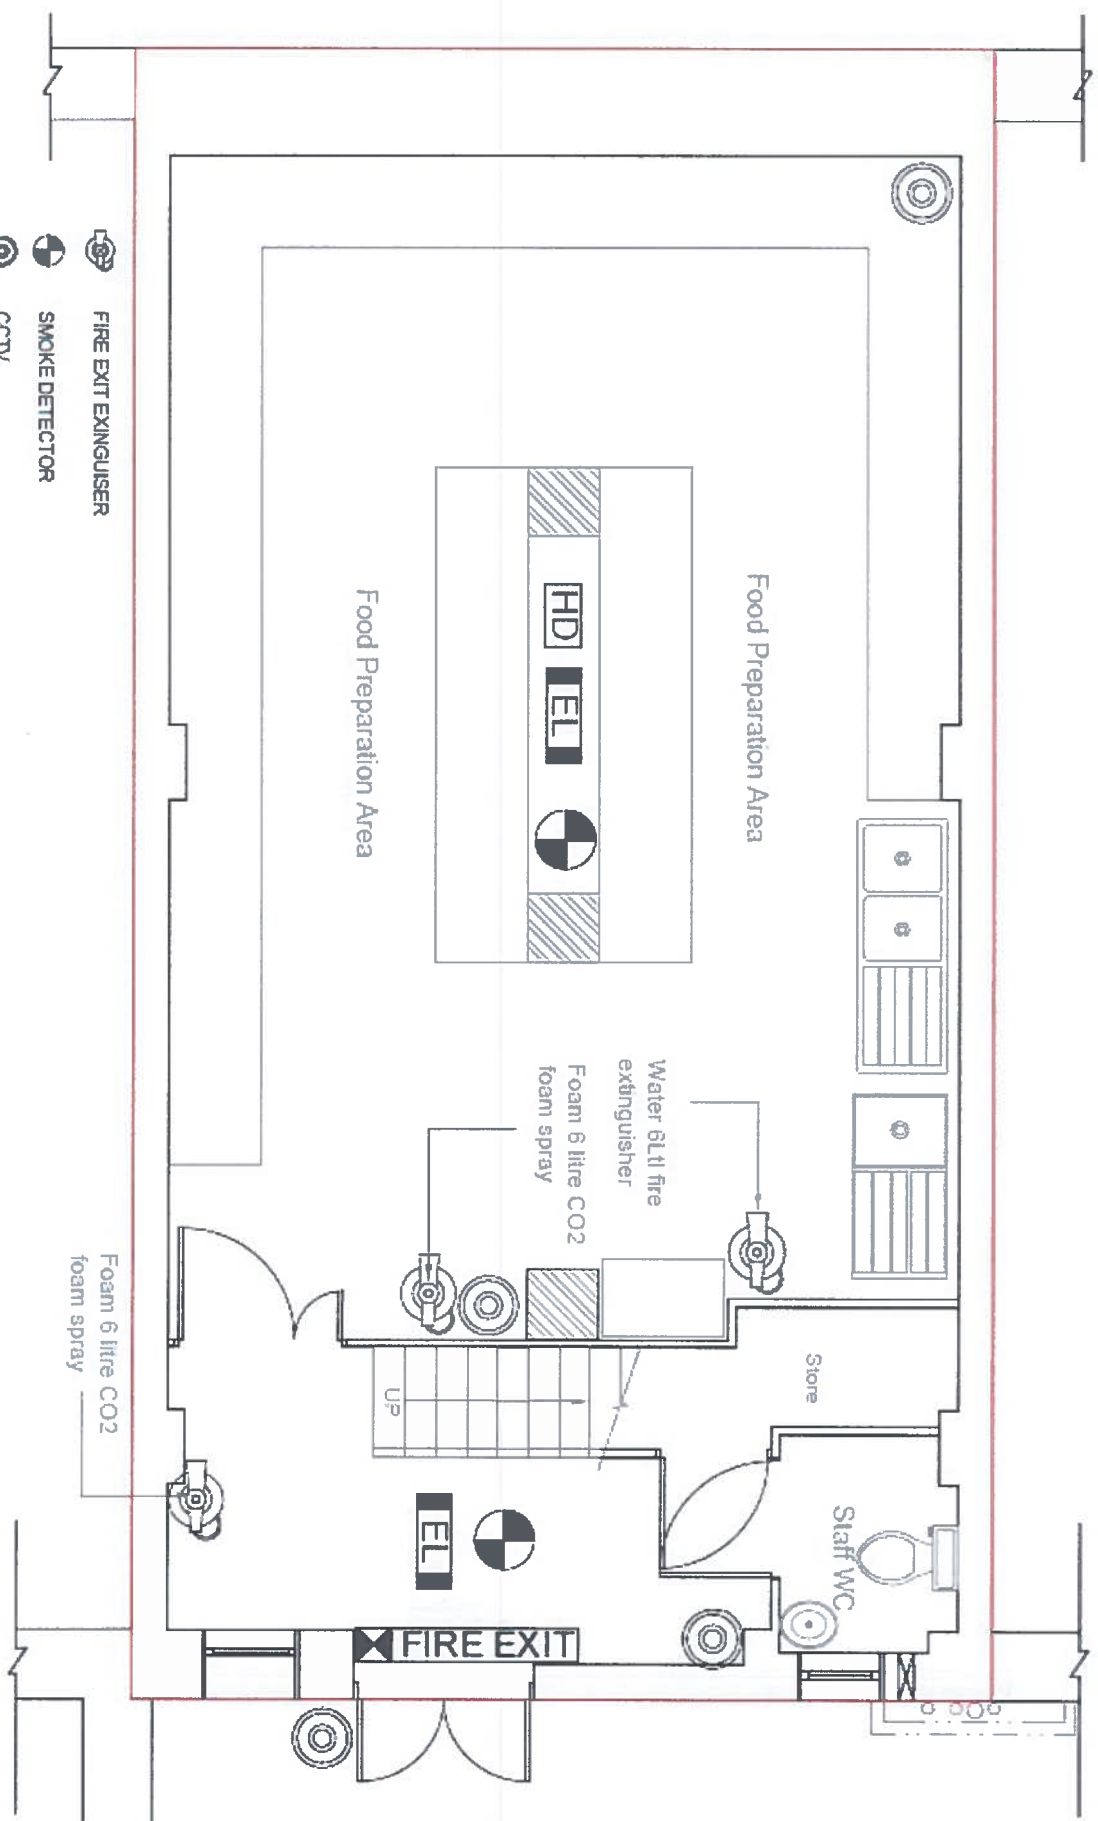 FIRE EXIT EXINGUISER
SMOKE DETECTOR
CCTV
Food Preparation Area
Food Preparation Area
HD
EL
Water 6Ltl fire
extinguisher
Foam 6 litre CO2
foam spray
Foam 6 litre CO2
foam spray
Store
UP
Staff WC
EL
FIRE EXIT